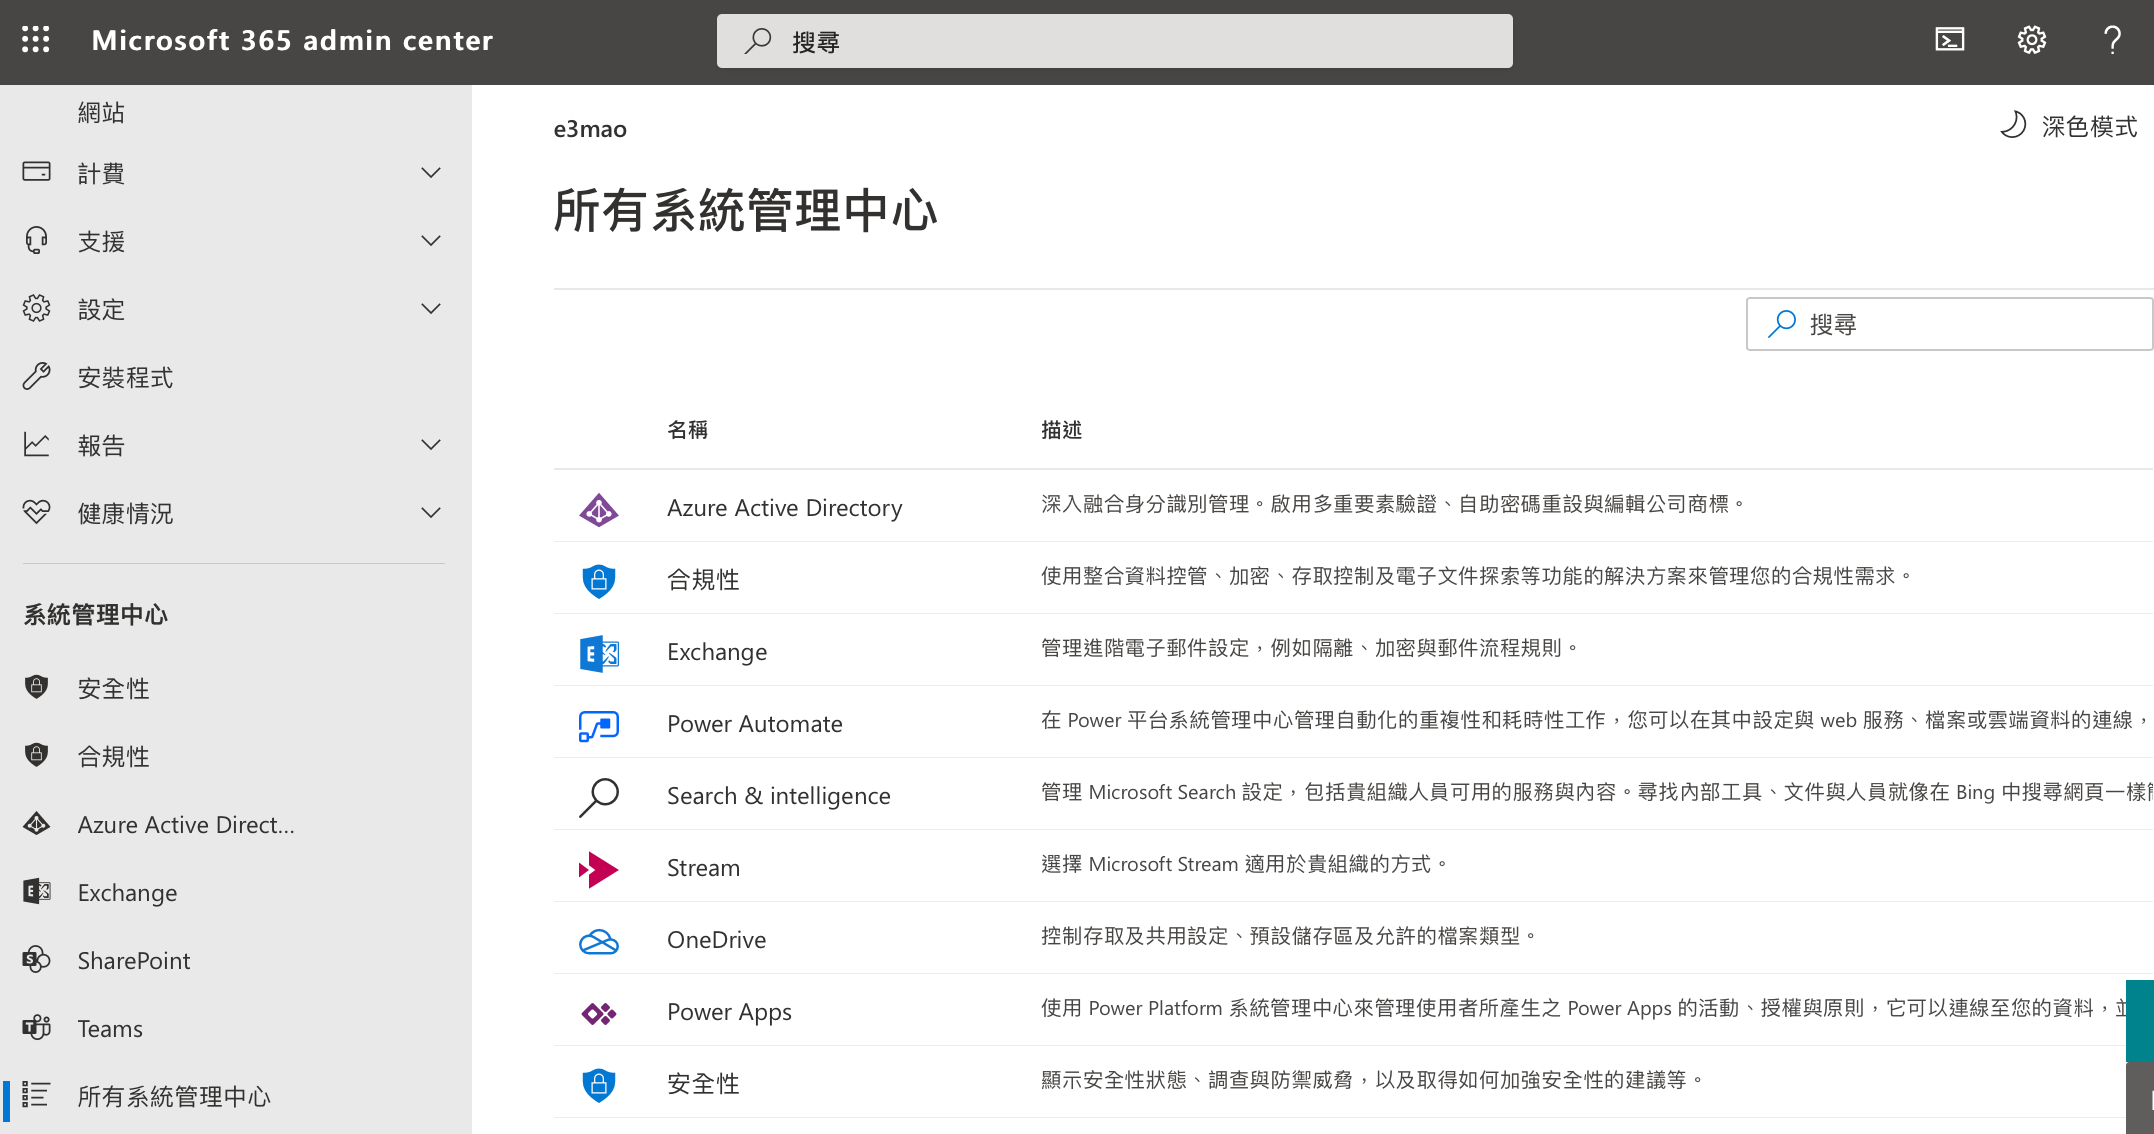 Microsoft 365 admin center
搜尋
網站
計費
支援
設定
安裝程式
報告
健康情況
系統管理中心
安全性
合規性
Azure Active Direct...
Exchange
SharePoint
Teams
所有系統管理中心
e3mao
深色模式
所有系統管理中心
搜尋
名稱 描述
Azure Active Directory 深入融合身分識別管理。啟用多重要素驗證、自助密碼重設與編輯公司商標。
合規性 使用整合資料控管、加密、存取控制及電子文件探索等功能的解決方案來管理您的合規性需求。
Exchange 管理進階電子郵件設定，例如隔離、加密與郵件流程規則。
Power Automate 在 Power 平台系統管理中心管理自動化的重複性和耗時性工作，您可以在其中設定與 web 服務、檔案或雲端資料的連線，
Search & intelligence 管理 Microsoft Search 設定，包括貴組織人員可用的服務與內容。尋找內部工具、文件與人員就像在 Bing 中搜尋網頁一樣
Stream 選擇 Microsoft Stream 適用於貴組織的方式。
OneDrive 控制存取及共用設定、預設儲存區及允許的檔案類型。
Power Apps 使用 Power Platform 系統管理中心來管理使用者所產生之 Power Apps 的活動、授權與原則，它可以連線至您的資料，
安全性 顯示安全性狀態、調查與防禦威脅，以及取得如何加強安全性的建議等。